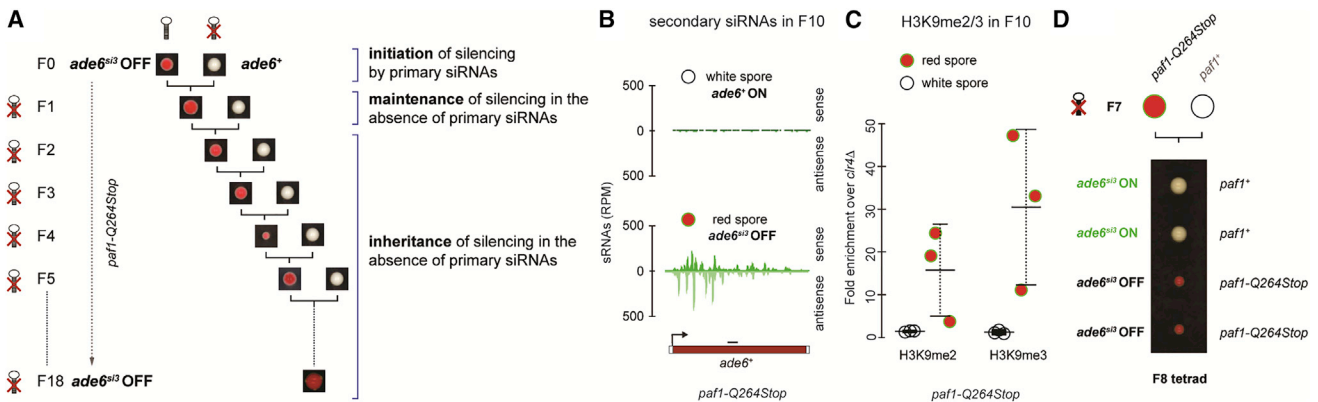 A
F0 ade6si3 OFF ade6+
F1
F2
F3
F4
F5
F18 ade6si3 OFF
paf1-Q264Stop
initiation of silencing
by primary siRNAs
maintenance of silencing in the
absence of primary siRNAs
inheritance of silencing in the
absence of primary siRNAs
B
secondary siRNAs in F10
white spore
ade6+ ON
500
0
500
sense
antisense
red spore
ade6si3 OFF
500
0
500
sense
antisense
sRNAs (RPM)
ade6+
paf1-Q264Stop
C
H3K9me2/3 in F10
red spore
white spore
Fold enrichment over clr4Δ
50
40
30
20
10
0
H3K9me2 H3K9me3
paf1-Q264Stop
D
paf1-Q264Stop
paf1+
F7
ade6si3 ON paf1+
ade6si3 ON paf1+
ade6si3 OFF paf1-Q264Stop
ade6si3 OFF paf1-Q264Stop
F8 tetrad